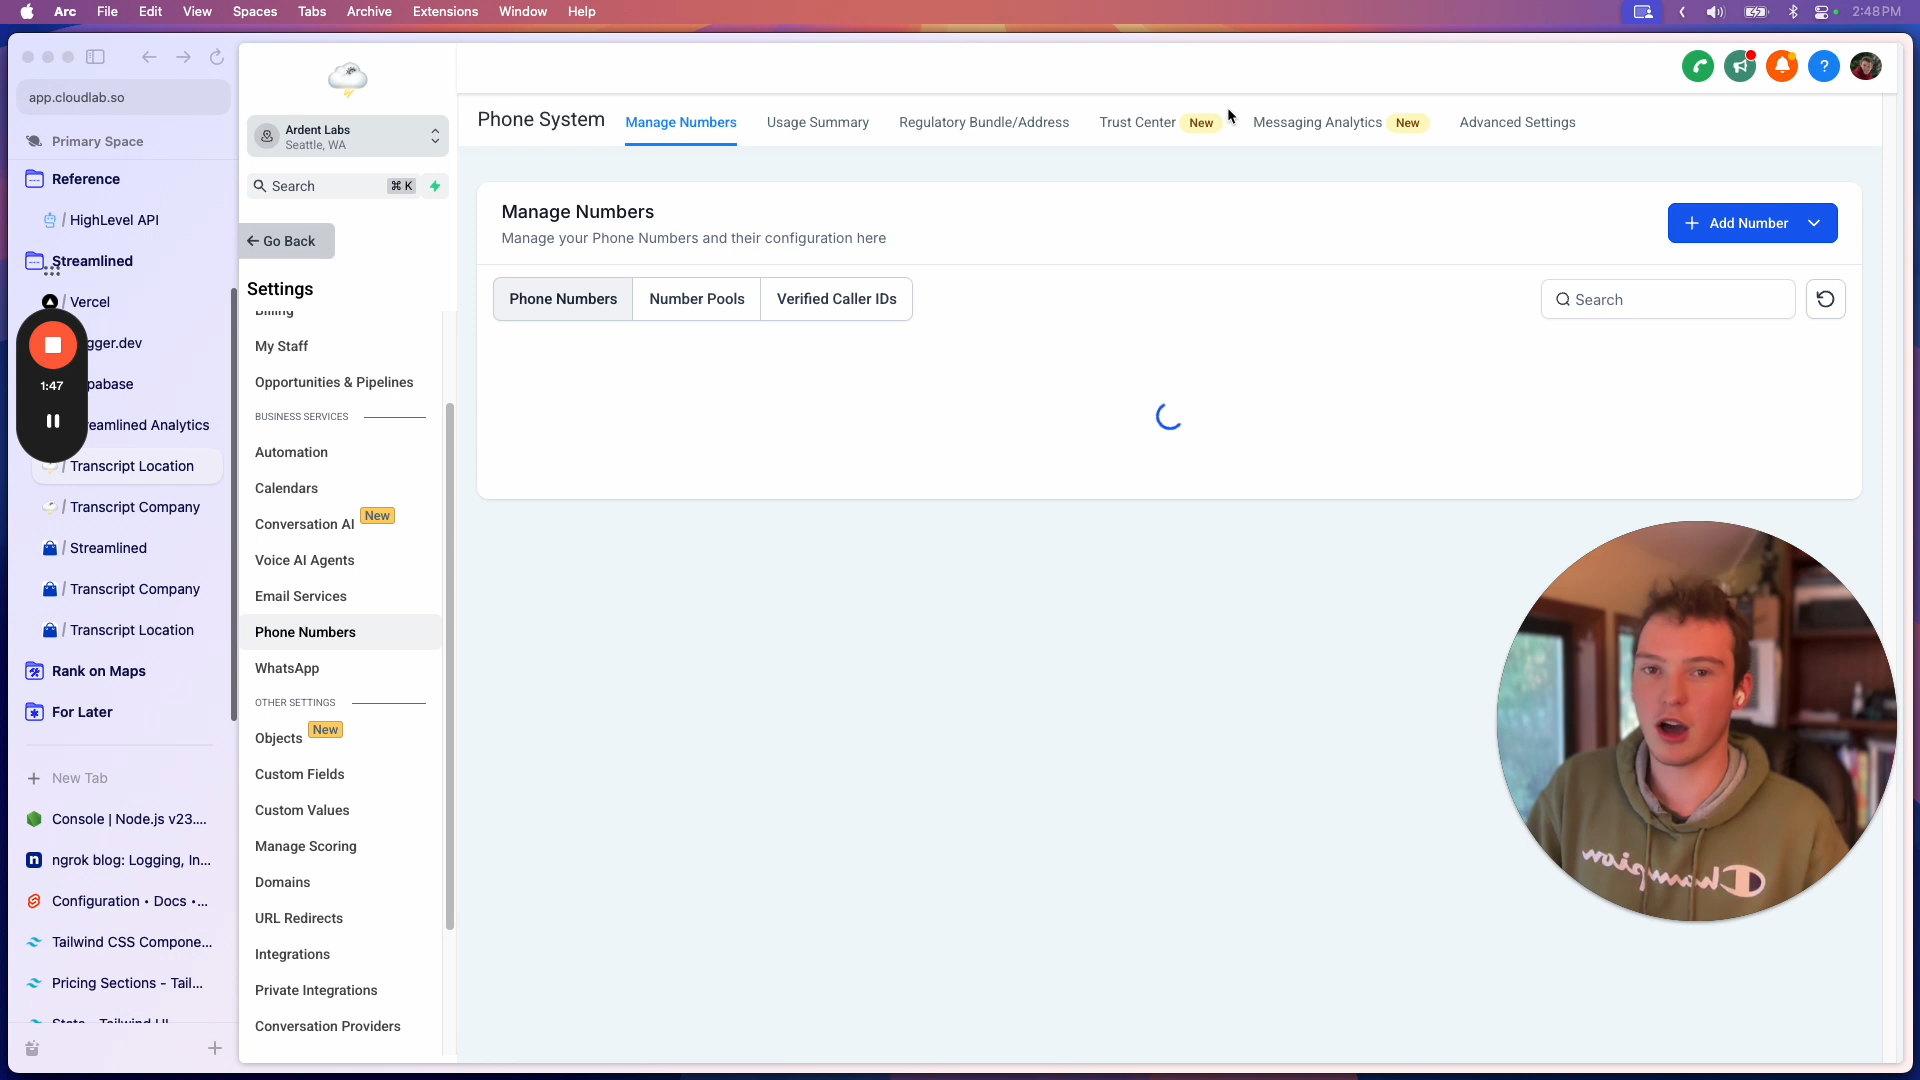 Arc File Edit View Spaces Tabs Archive Extensions Window Help
2:48 PM
app.cloudlab.so
Primary Space
Reference
/ HighLevel API
Streamlined
/ Vercel
gger.dev
pabase
eamlined Analytics
/ Transcript Location
/ Transcript Company
/ Streamlined
/ Transcript Company
/ Transcript Location
Rank on Maps
For Later
+ New Tab
Console | Node.js v23....
ngrok blog: Logging, In...
Configuration • Docs •...
Tailwind CSS Compone...
Pricing Sections - Tail...
1:47
Ardent Labs
Seattle, WA
Search ⌘ K
← Go Back
Settings
Billing
My Staff
Opportunities & Pipelines
BUSINESS SERVICES
Automation
Calendars
Conversation AI New
Voice AI Agents
Email Services
Phone Numbers
WhatsApp
OTHER SETTINGS
Objects New
Custom Fields
Custom Values
Manage Scoring
Domains
URL Redirects
Integrations
Private Integrations
Conversation Providers
Phone System Manage Numbers Usage Summary Regulatory Bundle/Address Trust Center New Messaging Analytics New Advanced Settings
Manage Numbers
Manage your Phone Numbers and their configuration here
+ Add Number
Phone Numbers Number Pools Verified Caller IDs
Search
Champion